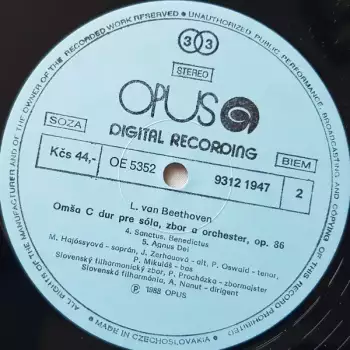 ALL RIGHTS OF THE MANUFACTURER AND OF THE OWNER OF THE RECORDED WORK RESERVED • UNAUTHORIZED PUBLIC PERFORMANCE, BROADCASTING AND COPYING OF THIS RECORD PROHIBITED
33
STEREO
OPUS
DIGITAL RECORDING
SOZA
BIEM
Kčs 44,-
OE 5352
9312 1947
2
L. van Beethoven
Omša C dur pre sóla, zbor a orchester, op. 86
4. Sanctus, Benedictus
5. Agnus Dei
M. Hajóssyová - soprán, J. Zerhauová - alt, P. Oswald - tenor,
P. Mikuláš - bas
Slovenský filharmonický zbor, P. Procházka - zbormajster
Slovenská filharmónia, A. Nanut - dirigent
Ⓟ 1988 OPUS
• MADE IN CZECHOSLOVAKIA •